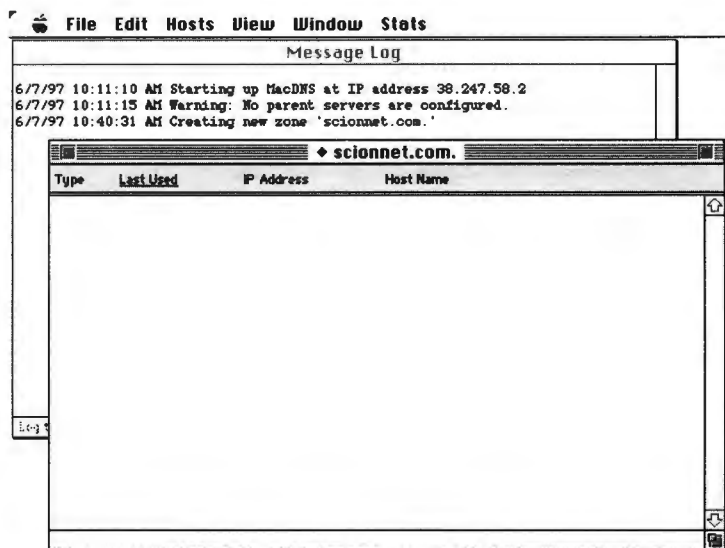 File Edit Hosts View Window Stats
Message Log
6/7/97 10:11:10 AM Starting up MacDNS at IP address 38.247.58.2
6/7/97 10:11:15 AM Warning: No parent servers are configured.
6/7/97 10:40:31 AM Creating new zone 'scionnet.com.'
scionnet.com.
Type Last Used IP Address Host Name
Log